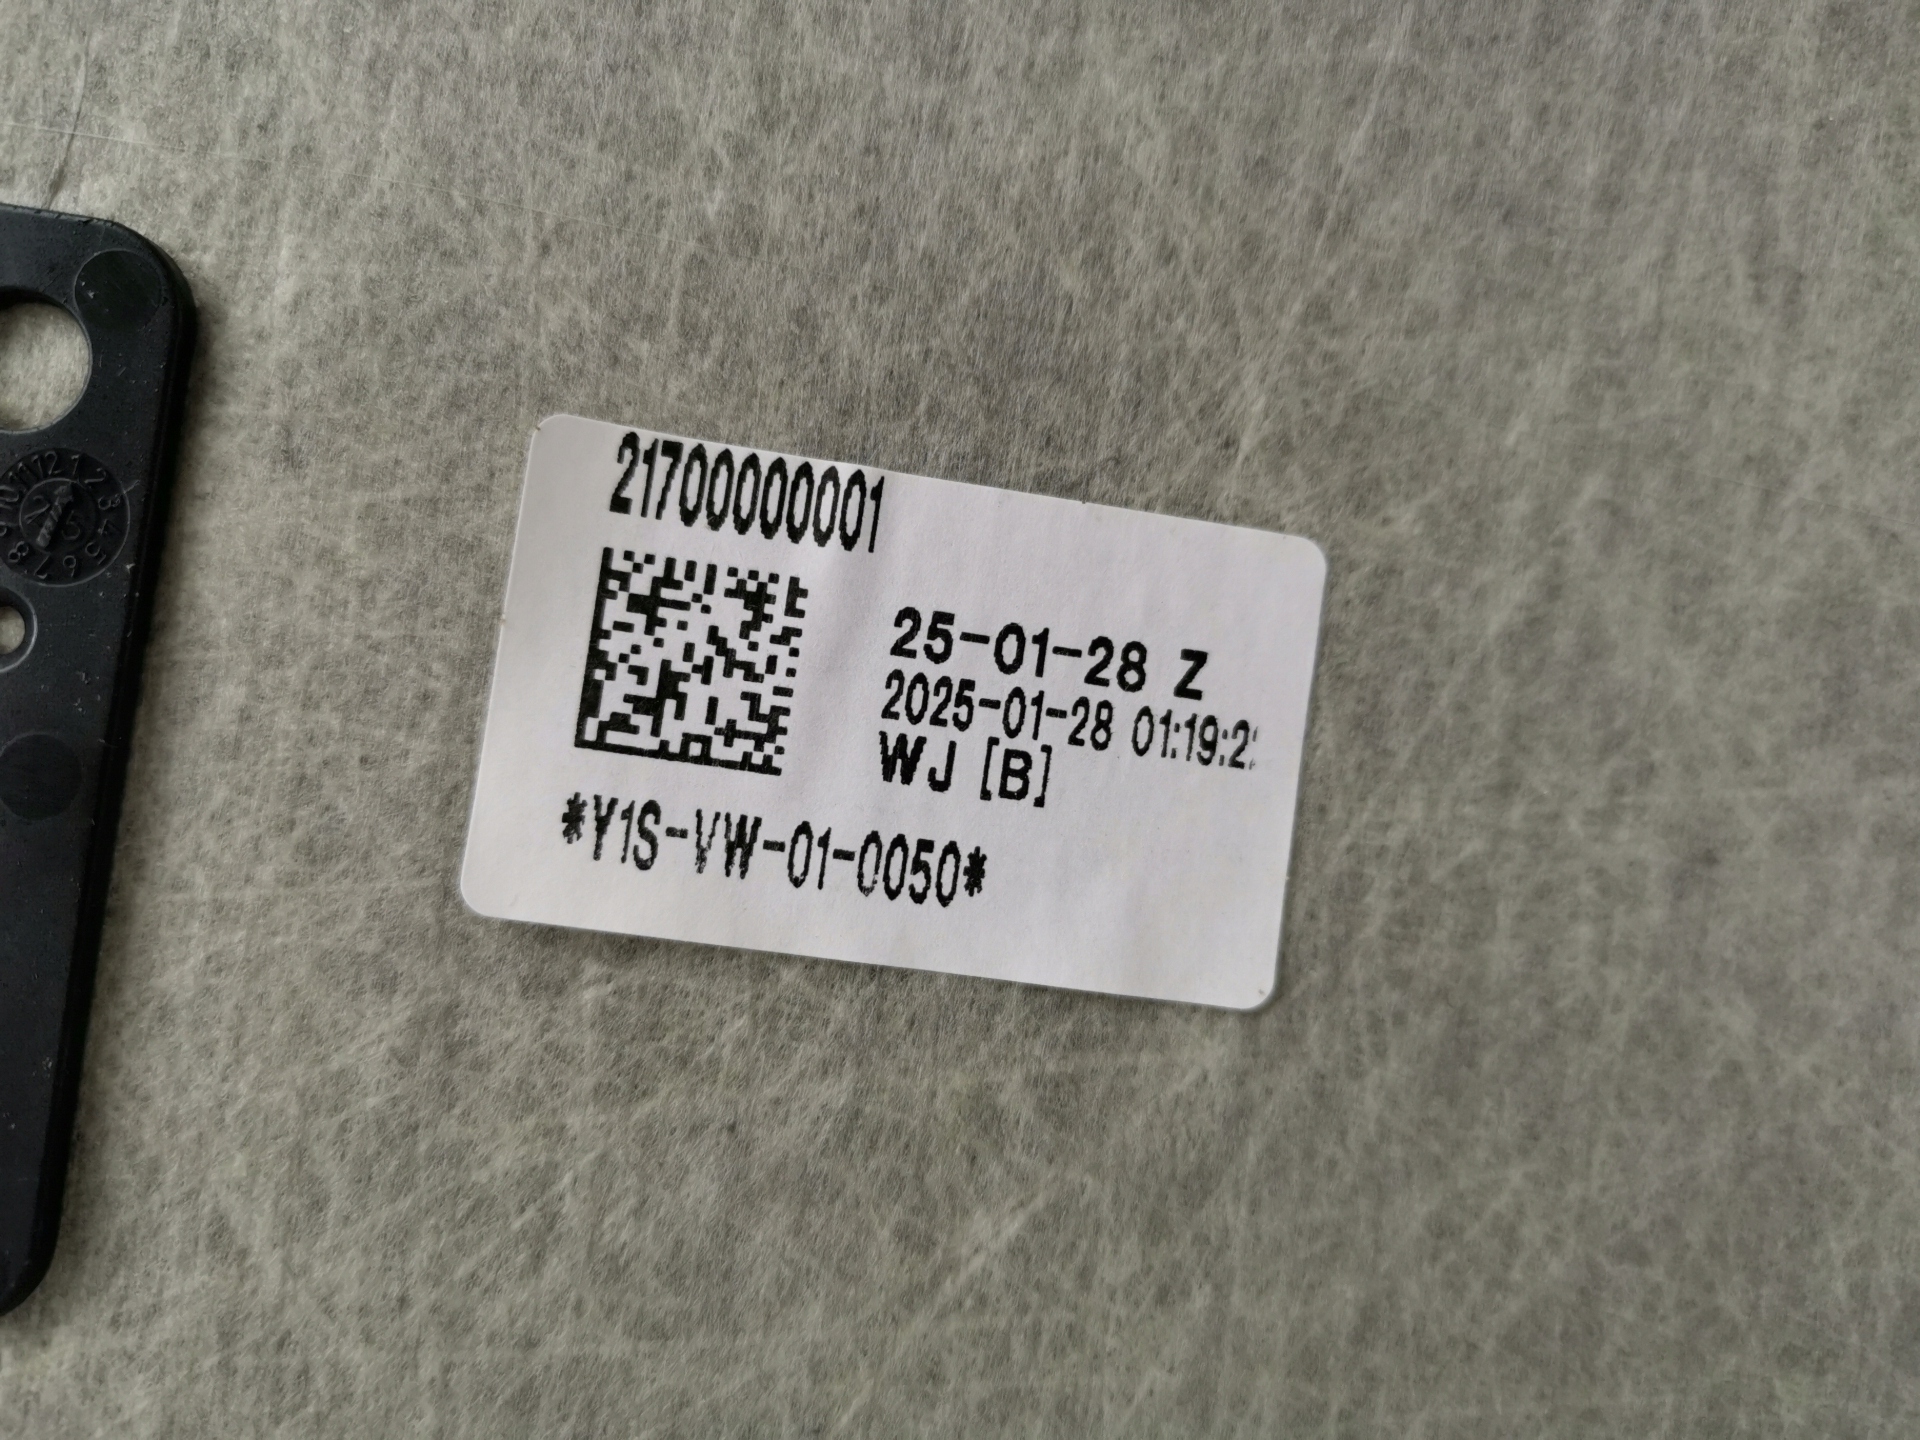 21700000001
25-01-28 Z
2025-01-28 01:19:2
WJ [B]
*Y1S-VW-01-0050*